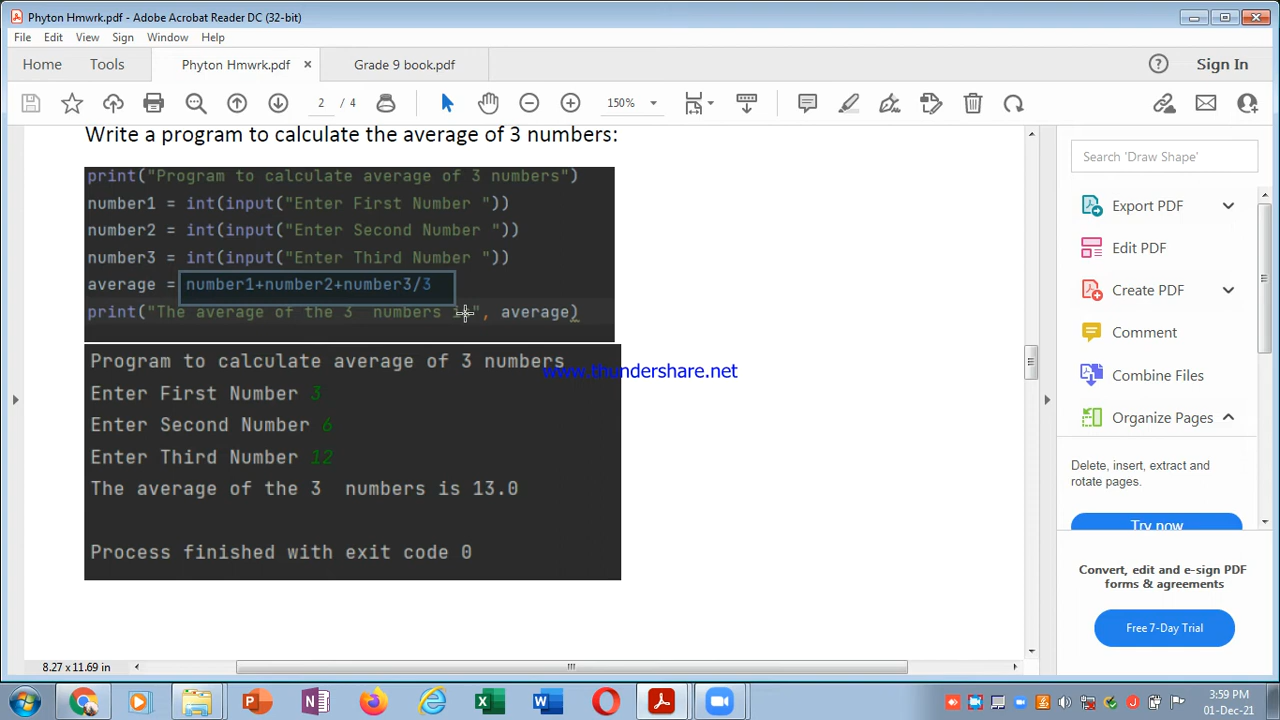 Phyton Hmwrk.pdf - Adobe Acrobat Reader DC (32-bit)
File Edit View Sign Window Help
Home Tools Phyton Hmwrk.pdf × Grade 9 book.pdf Sign In
2 / 4 150%
Write a program to calculate the average of 3 numbers:
print("Program to calculate average of 3 numbers")
number1 = int(input("Enter First Number "))
number2 = int(input("Enter Second Number "))
number3 = int(input("Enter Third Number "))
average = number1+number2+number3/3
print("The average of the 3  numbers is", average)
Program to calculate average of 3 numbers
www.thundershare.net
Enter First Number 3
Enter Second Number 6
Enter Third Number 12
The average of the 3  numbers is 13.0
Process finished with exit code 0
8.27 x 11.69 in
Search 'Draw Shape'
Export PDF
Edit PDF
Create PDF
Comment
Combine Files
Organize Pages
Delete, insert, extract and
rotate pages.
Try now
Convert, edit and e-sign PDF
forms & agreements
Free 7-Day Trial
3:59 PM
01-Dec-21